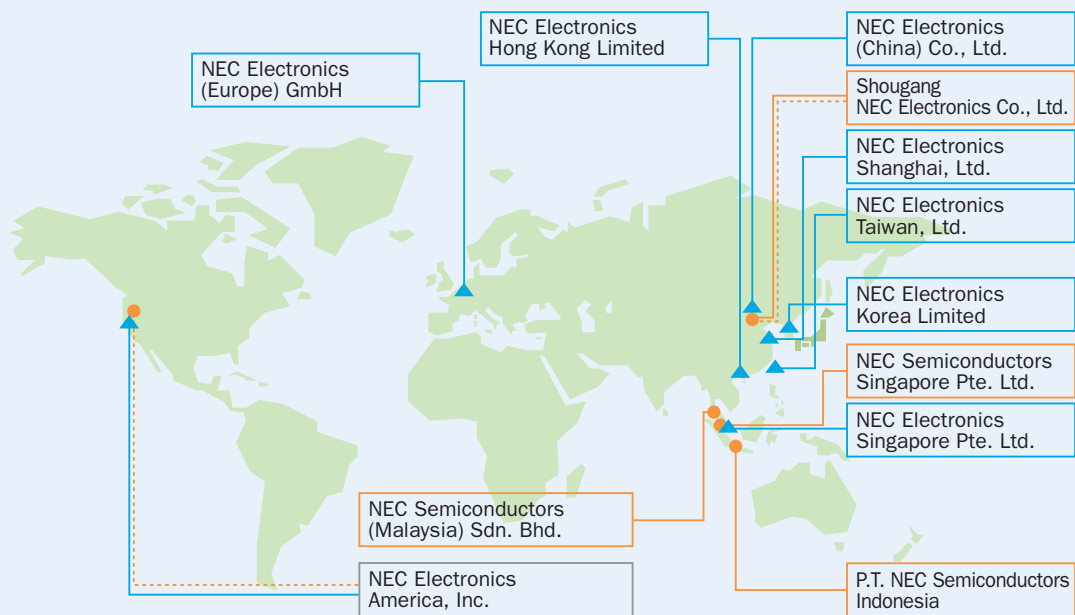 NEC Electronics
Hong Kong Limited
NEC Electronics
(China) Co., Ltd.
NEC Electronics
(Europe) GmbH
Shougang
NEC Electronics Co., Ltd.
NEC Electronics
Shanghai, Ltd.
NEC Electronics
Taiwan, Ltd.
NEC Electronics
Korea Limited
NEC Semiconductors
Singapore Pte. Ltd.
NEC Electronics
Singapore Pte. Ltd.
NEC Semiconductors
(Malaysia) Sdn. Bhd.
NEC Electronics
America, Inc.
P.T. NEC Semiconductors
Indonesia